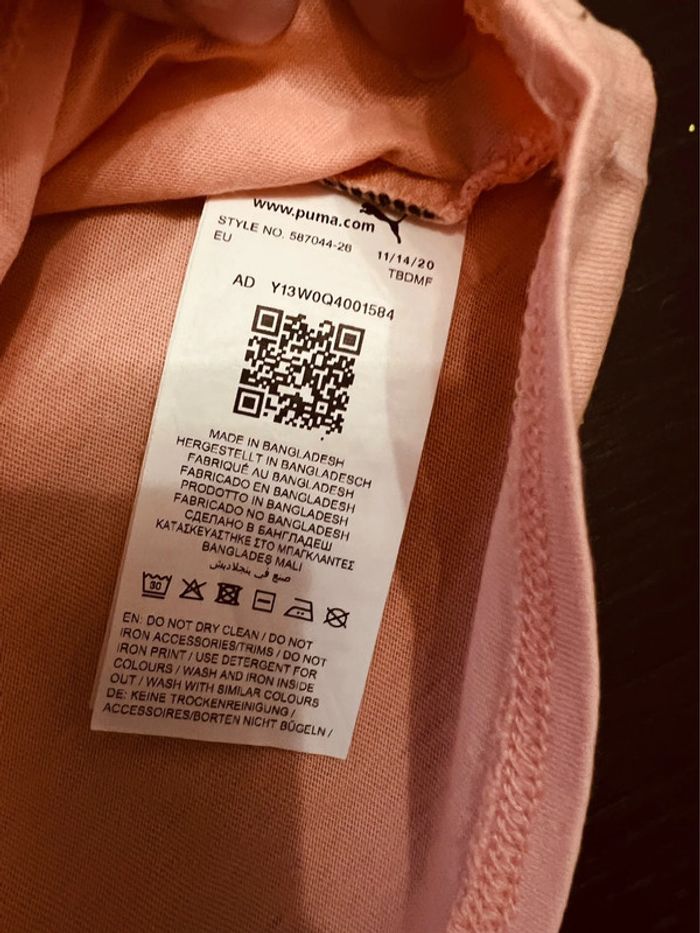 www.puma.com
STYLE NO. 587044-26
EU
11/14/20
TBDMF
AD Y13W0Q4001584
MADE IN BANGLADESH
HERGESTELLT IN BANGLADESCH
FABRIQUÉ AU BANGLADESH
FABRICADO EN BANGLADESH
PRODOTTO IN BANGLADESH
FABRICADO NO BANGLADESH
СДЕЛАНО В БАНГЛАДЕШ
ΚΑΤΑΣΚΕΥΑΣΤΗΚΕ ΣΤΟ ΜΠΑΓΚΛΑΝΤΕΣ
BANGLADEŞ MALI
صنع في بنجلاديش
30
EN: DO NOT DRY CLEAN / DO NOT
IRON ACCESSORIES/TRIMS / DO NOT
IRON PRINT / USE DETERGENT FOR
COLOURS / WASH AND IRON INSIDE
OUT / WASH WITH SIMILAR COLOURS
DE: KEINE TROCKENREINIGUNG /
ACCESSOIRES/BORTEN NICHT BÜGELN /